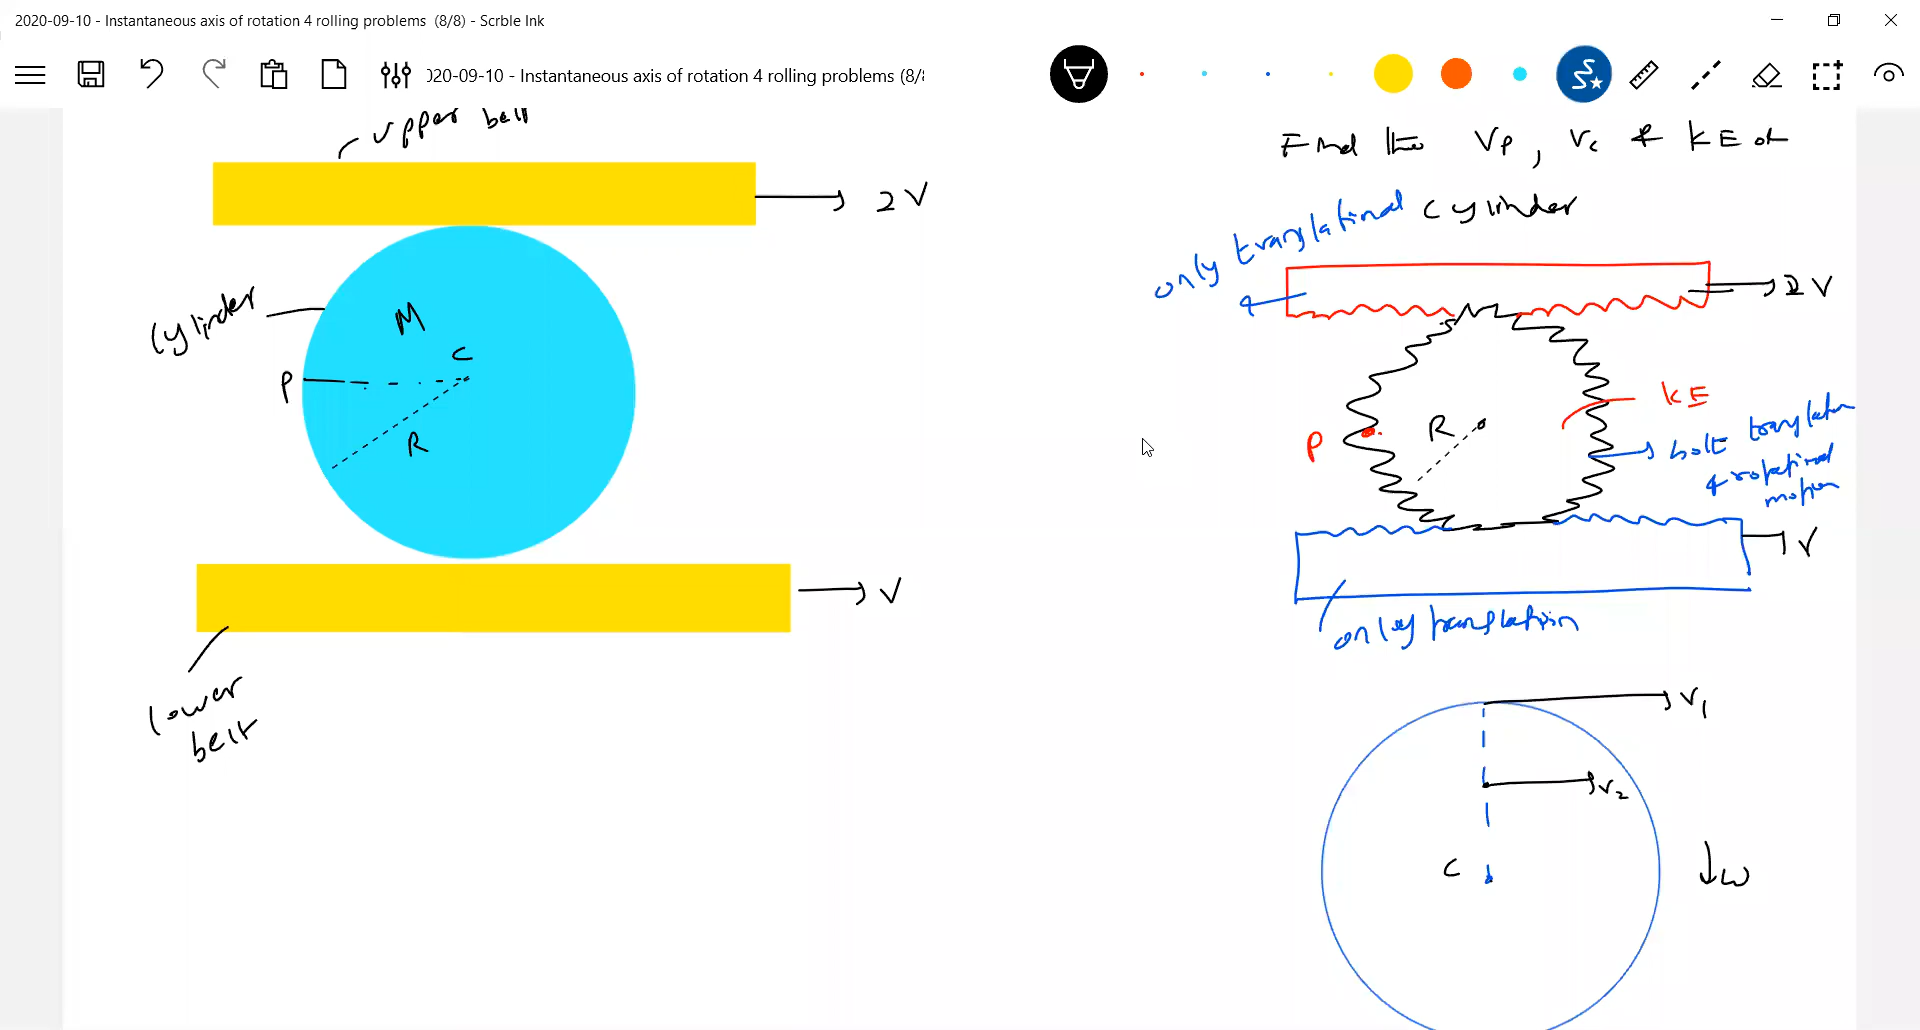 2020-09-10 - Instantaneous axis of rotation 4 rolling problems (8/8) - Scrble Ink
020-09-10 - Instantaneous axis of rotation 4 rolling problems (8/8
upper belt
2V
cylinder
M
C
P
R
V
lower
belt
Find the VP, VC & KE of
cylinder
only translational
2V
P
R
KE
both translation
& rotational
motion
V
only translation
V1
V2
C
ω